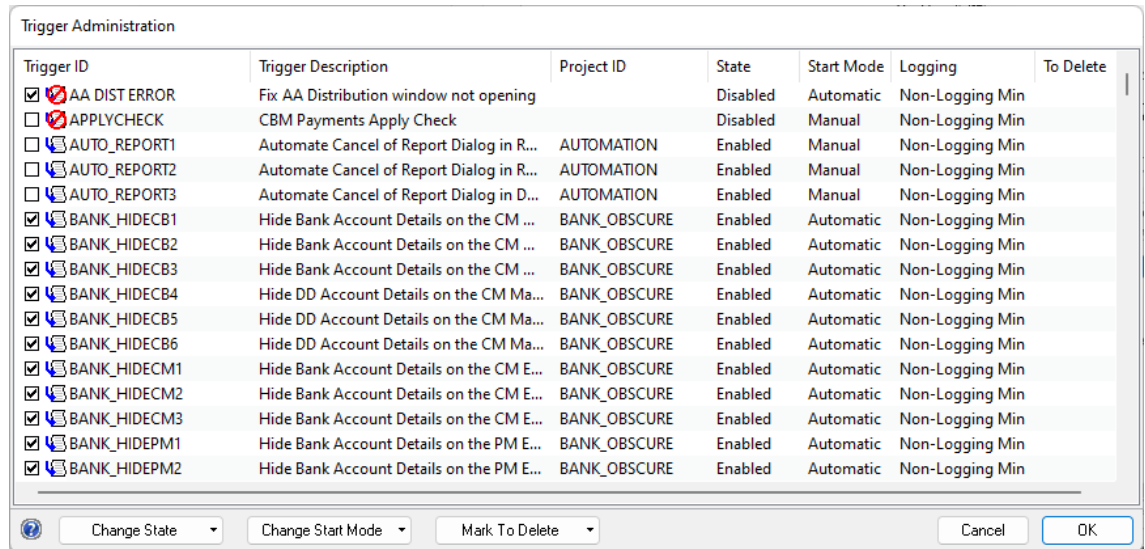 Trigger Administration
Trigger ID Trigger Description Project ID State Start Mode Logging To Delete
AA DIST ERROR Fix AA Distribution window not opening Disabled Automatic Non-Logging Min
APPLYCHECK CBM Payments Apply Check Disabled Manual Non-Logging Min
AUTO_REPORT1 Automate Cancel of Report Dialog in R... AUTOMATION Enabled Manual Non-Logging Min
AUTO_REPORT2 Automate Cancel of Report Dialog in R... AUTOMATION Enabled Manual Non-Logging Min
AUTO_REPORT3 Automate Cancel of Report Dialog in D... AUTOMATION Enabled Manual Non-Logging Min
BANK_HIDECB1 Hide Bank Account Details on the CM ... BANK_OBSCURE Enabled Automatic Non-Logging Min
BANK_HIDECB2 Hide Bank Account Details on the CM ... BANK_OBSCURE Enabled Automatic Non-Logging Min
BANK_HIDECB3 Hide Bank Account Details on the CM ... BANK_OBSCURE Enabled Automatic Non-Logging Min
BANK_HIDECB4 Hide DD Account Details on the CM Ma... BANK_OBSCURE Enabled Automatic Non-Logging Min
BANK_HIDECB5 Hide DD Account Details on the CM Ma... BANK_OBSCURE Enabled Automatic Non-Logging Min
BANK_HIDECB6 Hide DD Account Details on the CM Ma... BANK_OBSCURE Enabled Automatic Non-Logging Min
BANK_HIDECM1 Hide Bank Account Details on the CM E... BANK_OBSCURE Enabled Automatic Non-Logging Min
BANK_HIDECM2 Hide Bank Account Details on the CM E... BANK_OBSCURE Enabled Automatic Non-Logging Min
BANK_HIDECM3 Hide Bank Account Details on the CM E... BANK_OBSCURE Enabled Automatic Non-Logging Min
BANK_HIDEPM1 Hide Bank Account Details on the PM E... BANK_OBSCURE Enabled Automatic Non-Logging Min
BANK_HIDEPM2 Hide Bank Account Details on the PM E... BANK_OBSCURE Enabled Automatic Non-Logging Min
? Change State Change Start Mode Mark To Delete Cancel OK